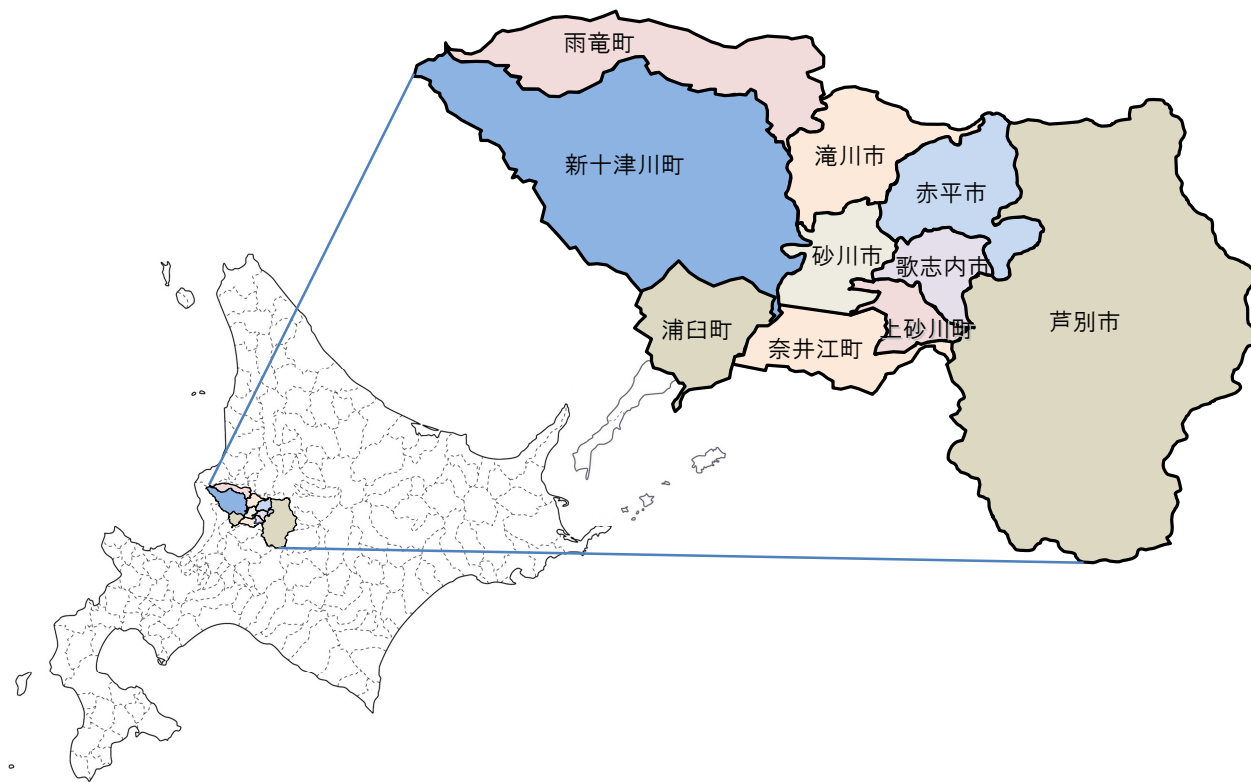 雨竜町
新十津川町
滝川市
赤平市
砂川市
歌志内市
浦臼町
奈井江町
上砂川町
芦別市